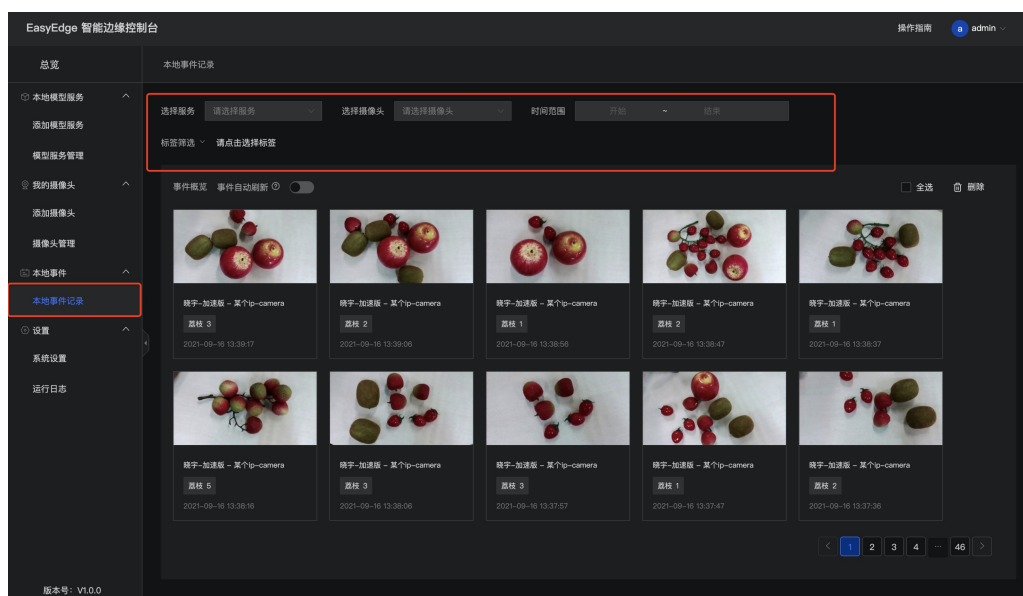 EasyEdge 智能边缘控制台
操作指南
a admin
总览
本地模型服务
添加模型服务
模型服务管理
我的摄像头
添加摄像头
摄像头管理
本地事件
本地事件记录
设置
系统设置
运行日志
版本号：V1.0.0
本地事件记录
选择服务 请选择服务 选择摄像头 请选择摄像头 时间范围 开始 ~ 结束
标签筛选 请点击选择标签
事件概览 事件自动刷新 ? 全选 删除
晓宇-加速版 - 某个ip-camera
荔枝 3
2021-09-16 13:39:17
晓宇-加速版 - 某个ip-camera
荔枝 2
2021-09-16 13:39:06
晓宇-加速版 - 某个ip-camera
荔枝 1
2021-09-16 13:38:56
晓宇-加速版 - 某个ip-camera
荔枝 2
2021-09-16 13:38:47
晓宇-加速版 - 某个ip-camera
荔枝 1
2021-09-16 13:38:37
晓宇-加速版 - 某个ip-camera
荔枝 5
2021-09-16 13:38:16
晓宇-加速版 - 某个ip-camera
荔枝 3
2021-09-16 13:38:06
晓宇-加速版 - 某个ip-camera
荔枝 3
2021-09-16 13:37:57
晓宇-加速版 - 某个ip-camera
荔枝 1
2021-09-16 13:37:47
晓宇-加速版 - 某个ip-camera
荔枝 2
2021-09-16 13:37:36
< 1 2 3 4 ··· 46 >